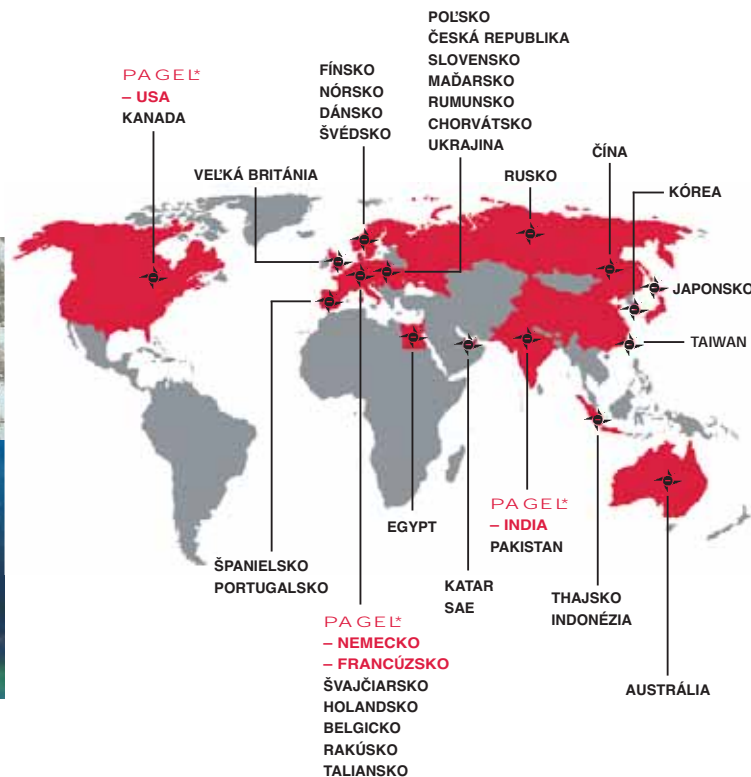 PAGEL*
– USA
KANADA
VEĽKÁ BRITÁNIA
FÍNSKO
NÓRSKO
DÁNSKO
ŠVÉDSKO
POĽSKO
ČESKÁ REPUBLIKA
SLOVENSKO
MAĎARSKO
RUMUNSKO
CHORVÁTSKO
UKRAJINA
RUSKO
ČÍNA
KÓREA
JAPONSKO
TAIWAN
ŠPANIELSKO
PORTUGALSKO
PAGEL*
– NEMECKO
– FRANCÚZSKO
ŠVAJČIARSKO
HOLANDSKO
BELGICKO
RAKÚSKO
TALIANSKO
EGYPT
KATAR
SAE
PAGEL*
– INDIA
PAKISTAN
THAJSKO
INDONÉZIA
AUSTRÁLIA